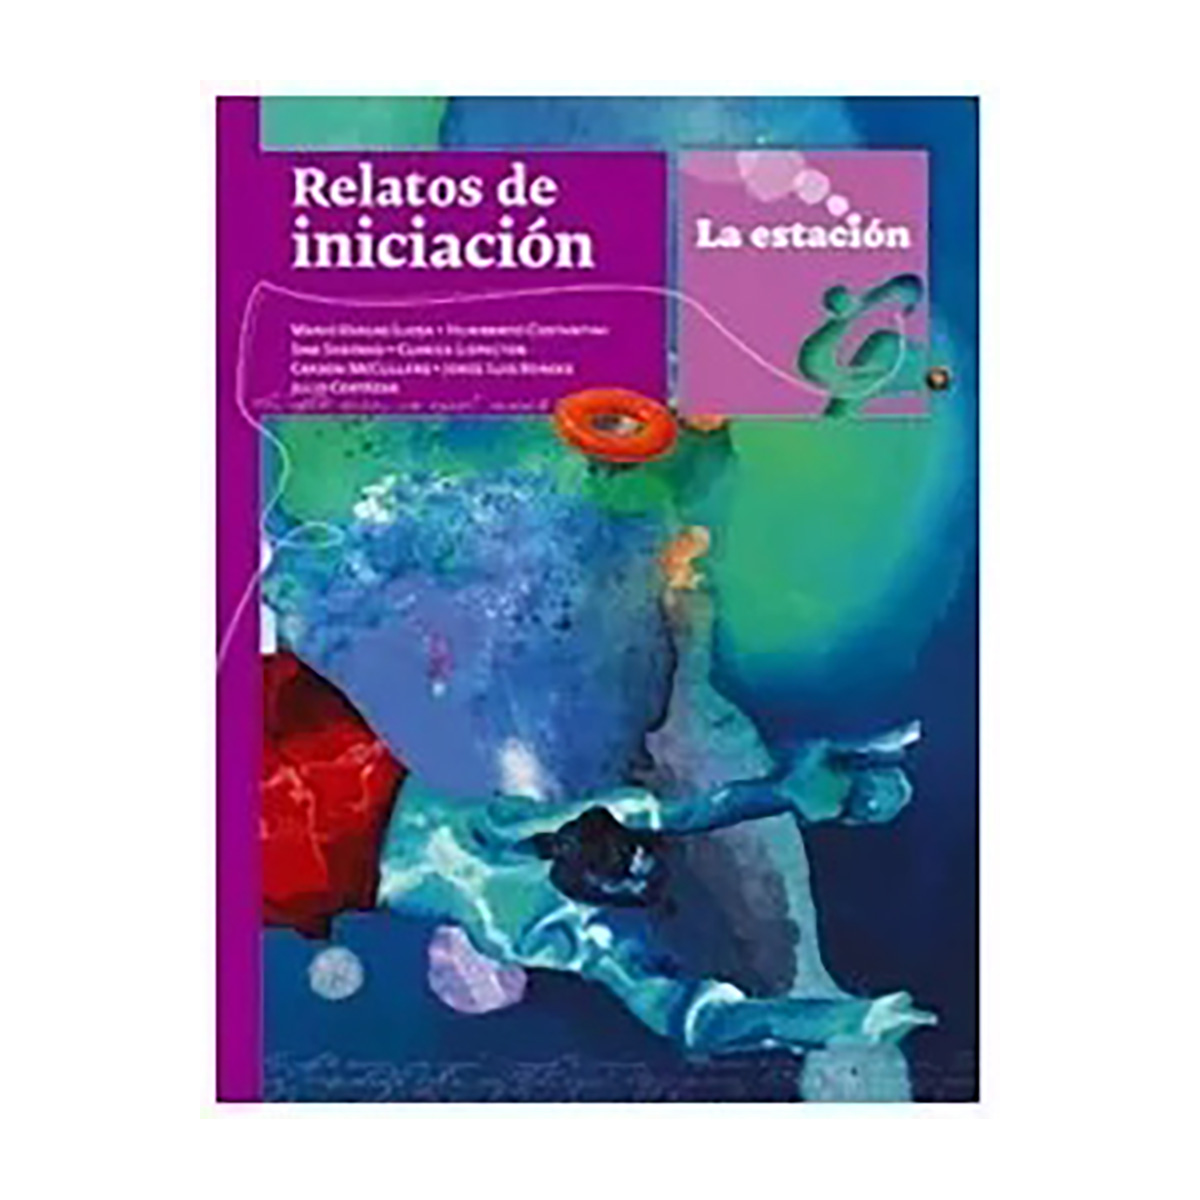 Relatos de
iniciación
La estación
Mario Vargas Llosa • Humberto Costantini
Clarice Lispector
Carson McCullers • Jorge Luis Borges
Julio Cortázar